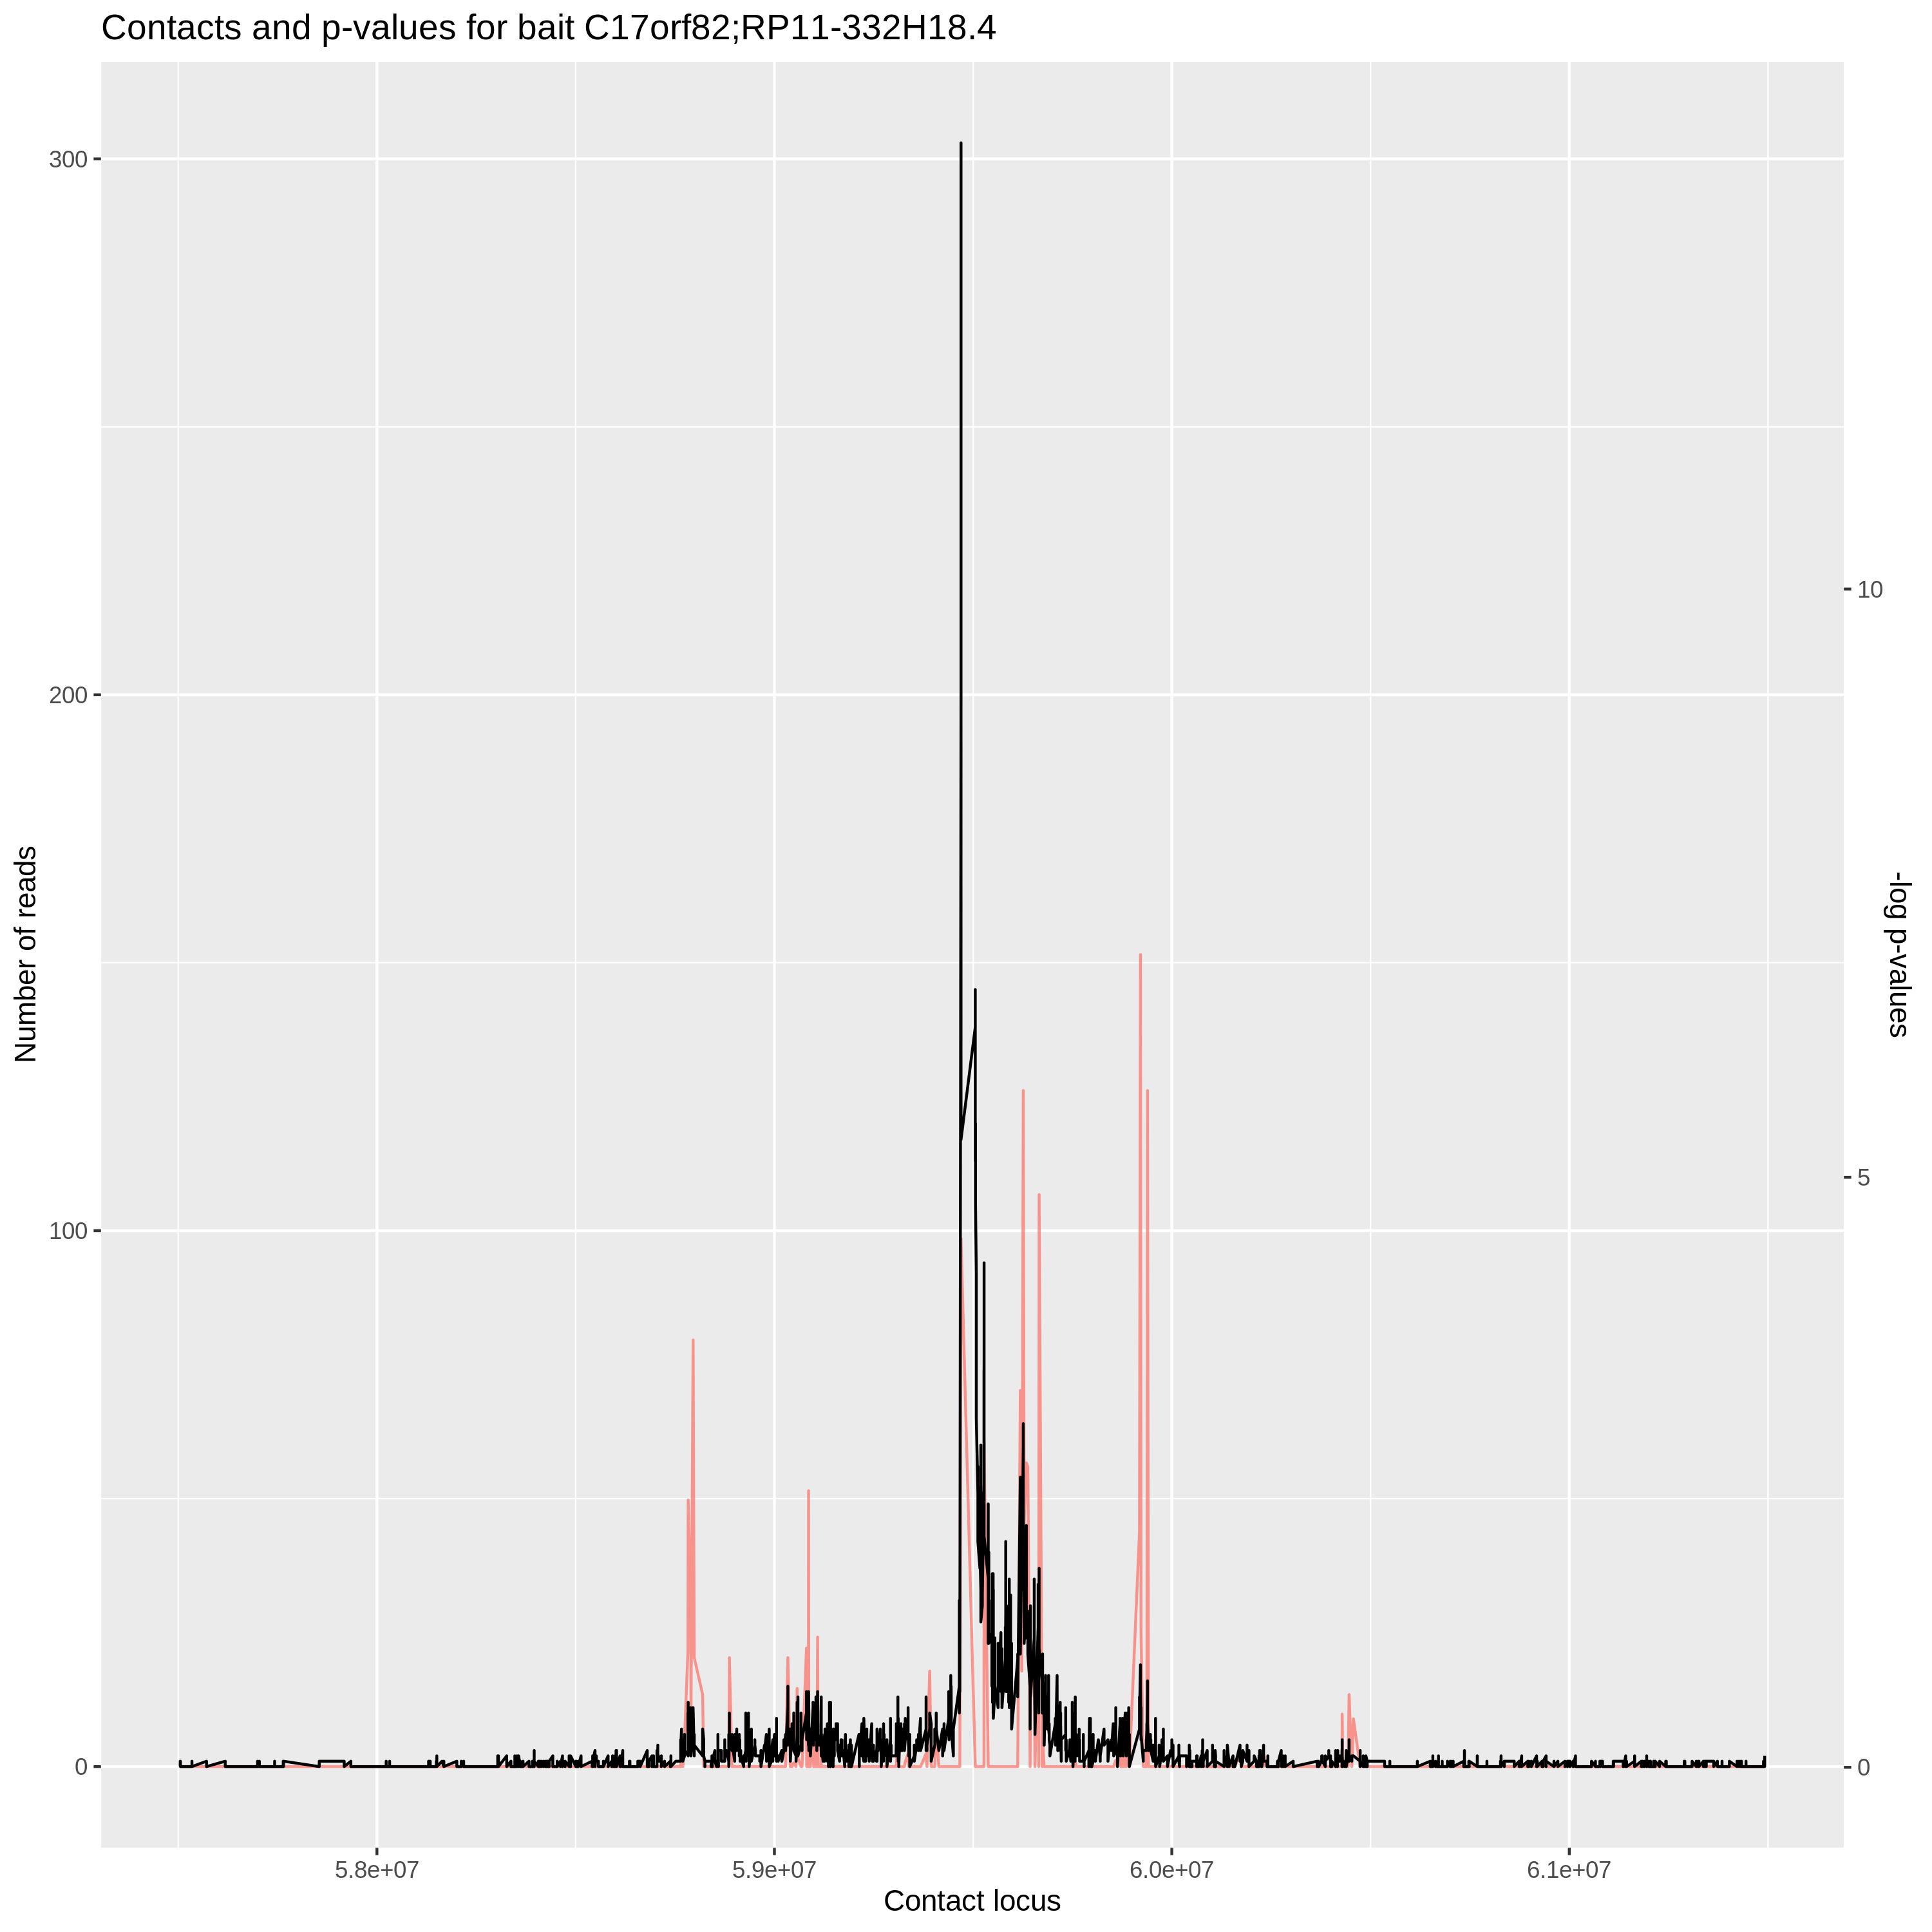 Contacts and p-values for bait C17orf82;RP11-332H18.4
300
200
100
0
Number of reads
10
5
0
-log p-values
5.8e+07
5.9e+07
6.0e+07
6.1e+07
Contact locus